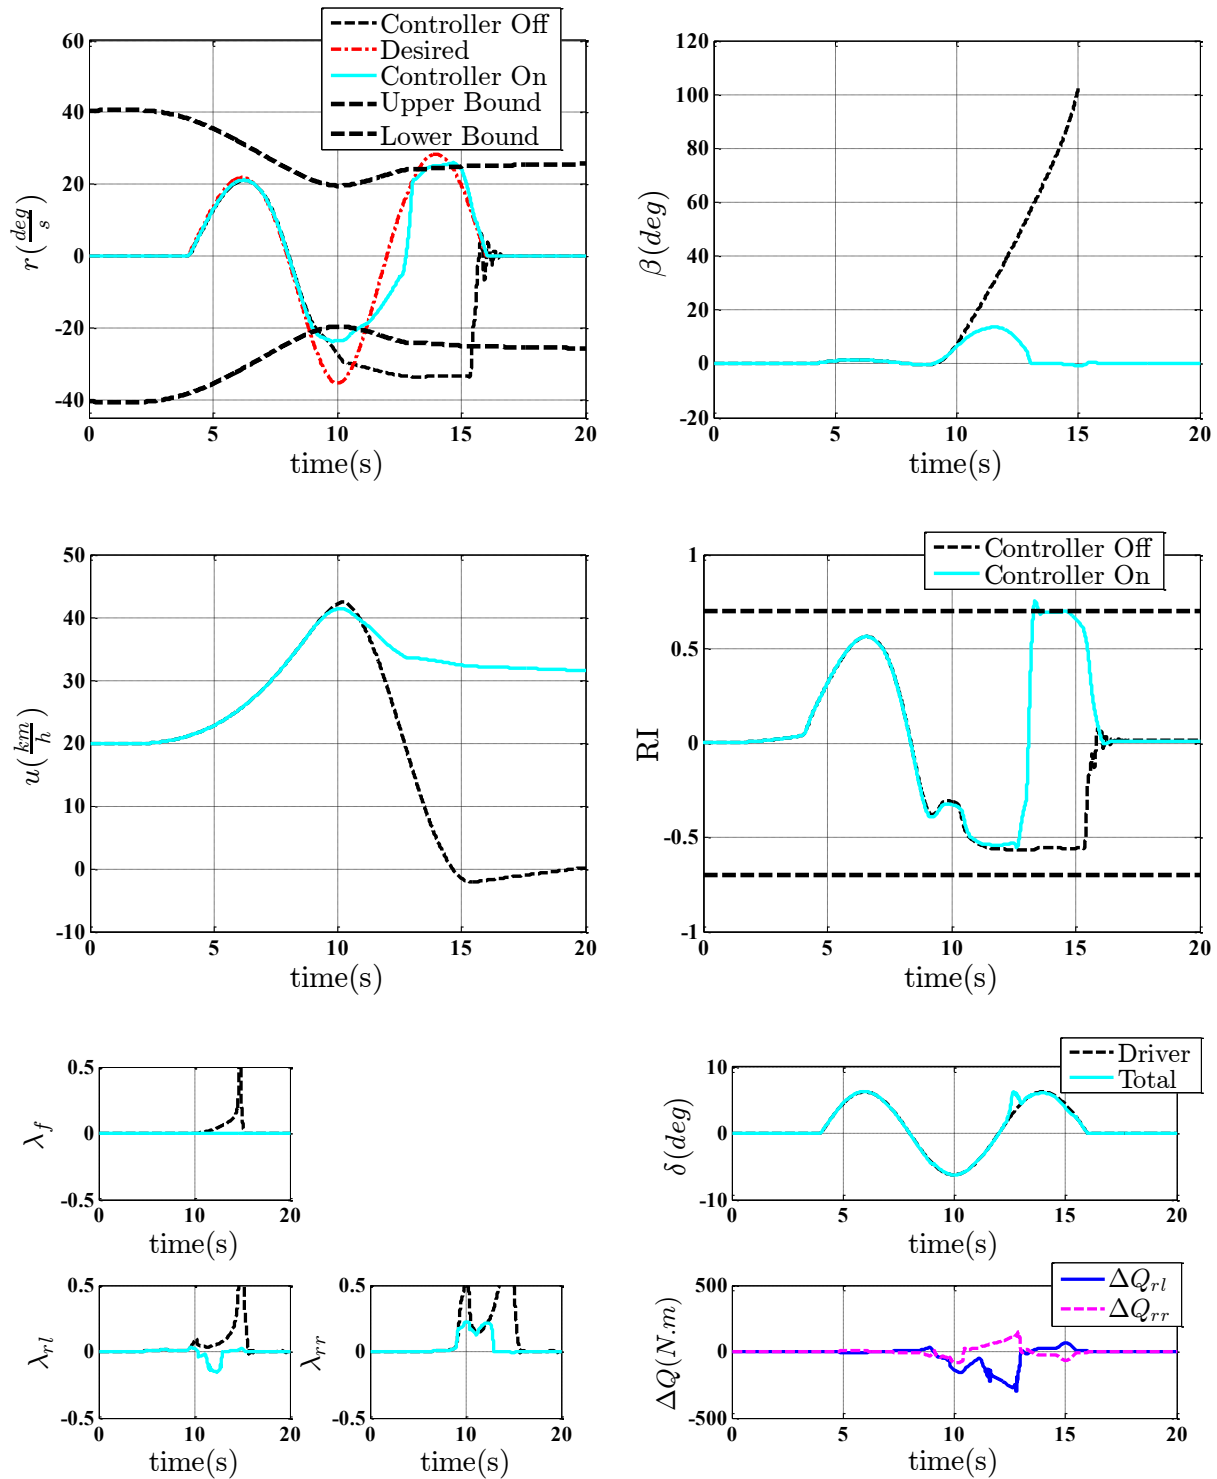 Controller Off
Desired
Controller On
Upper Bound
Lower Bound
60
40
20
0
-20
-40
r(deg/s)
0 5 10 15 20
time(s)
120
100
80
60
40
20
0
-20
β(deg)
0 5 10 15 20
time(s)
50
40
30
20
10
0
-10
u(km/h)
0 5 10 15 20
time(s)
Controller Off
Controller On
1
0.5
0
-0.5
-1
RI
0 5 10 15 20
time(s)
0.5
0
-0.5
λf
0 10 20
time(s)
Driver
Total
10
0
-10
δ(deg)
0 5 10 15 20
time(s)
0.5
0
-0.5
λrl
0 10 20
time(s)
0.5
0
-0.5
λrr
0 10 20
time(s)
ΔQrl
ΔQrr
500
0
-500
ΔQ(N.m)
0 5 10 15 20
time(s)